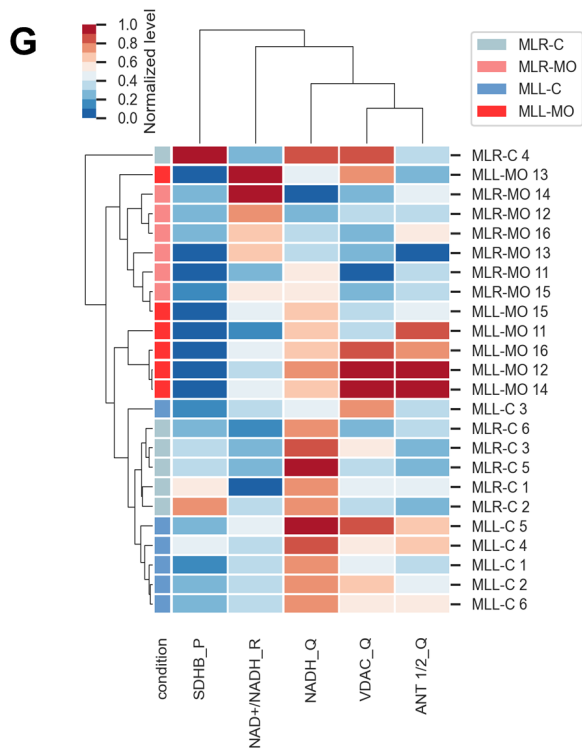 G
1.0
0.8
0.6
0.4
0.2
0.0
Normalized level
MLR-C
MLR-MO
MLL-C
MLL-MO
MLR-C 4
MLL-MO 13
MLR-MO 14
MLR-MO 12
MLR-MO 16
MLR-MO 13
MLR-MO 11
MLR-MO 15
MLL-MO 15
MLL-MO 11
MLL-MO 16
MLL-MO 12
MLL-MO 14
MLL-C 3
MLR-C 6
MLR-C 3
MLR-C 5
MLR-C 1
MLR-C 2
MLL-C 5
MLL-C 4
MLL-C 1
MLL-C 2
MLL-C 6
condition
SDHB_P
NAD+/NADH_R
NADH_Q
VDAC_Q
ANT 1/2_Q